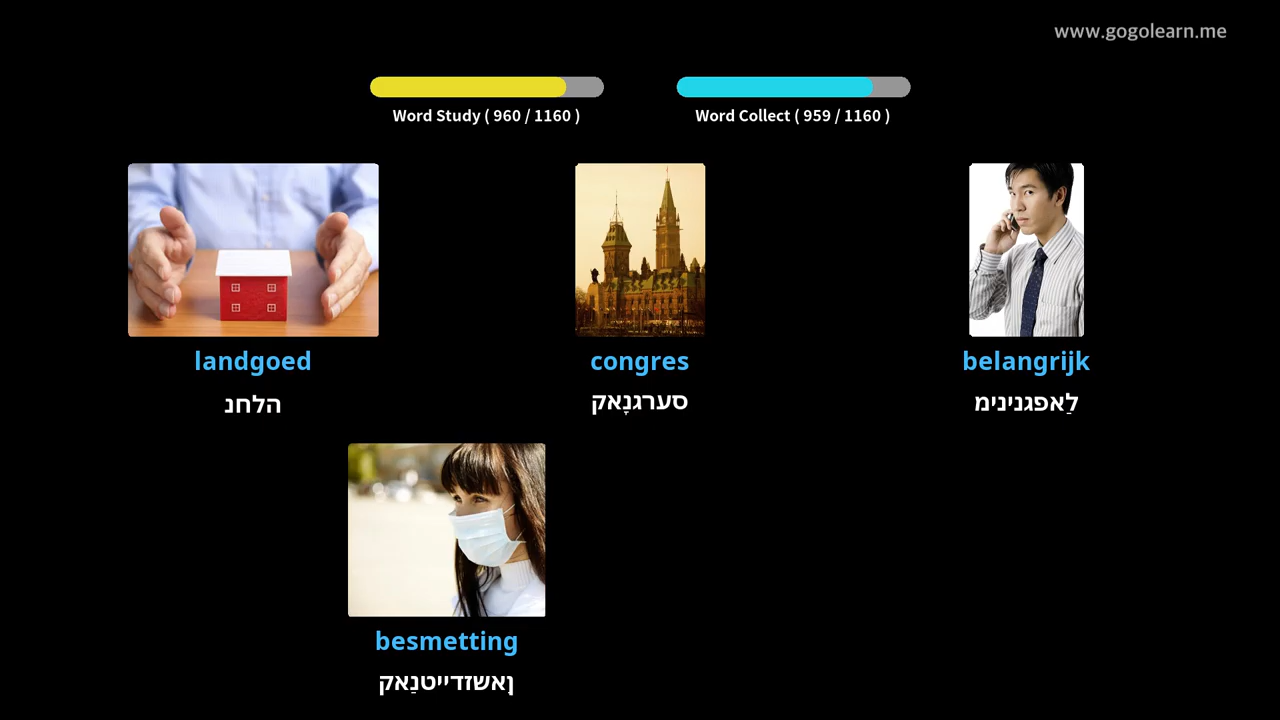 www.gogolearn.me
Word Study ( 960 / 1160 )
Word Collect ( 959 / 1160 )
landgoed
הלחנ
congres
סערגנָאק
belangrijk
לַאפגנינימ
besmetting
ןָאשזדייטנַאק